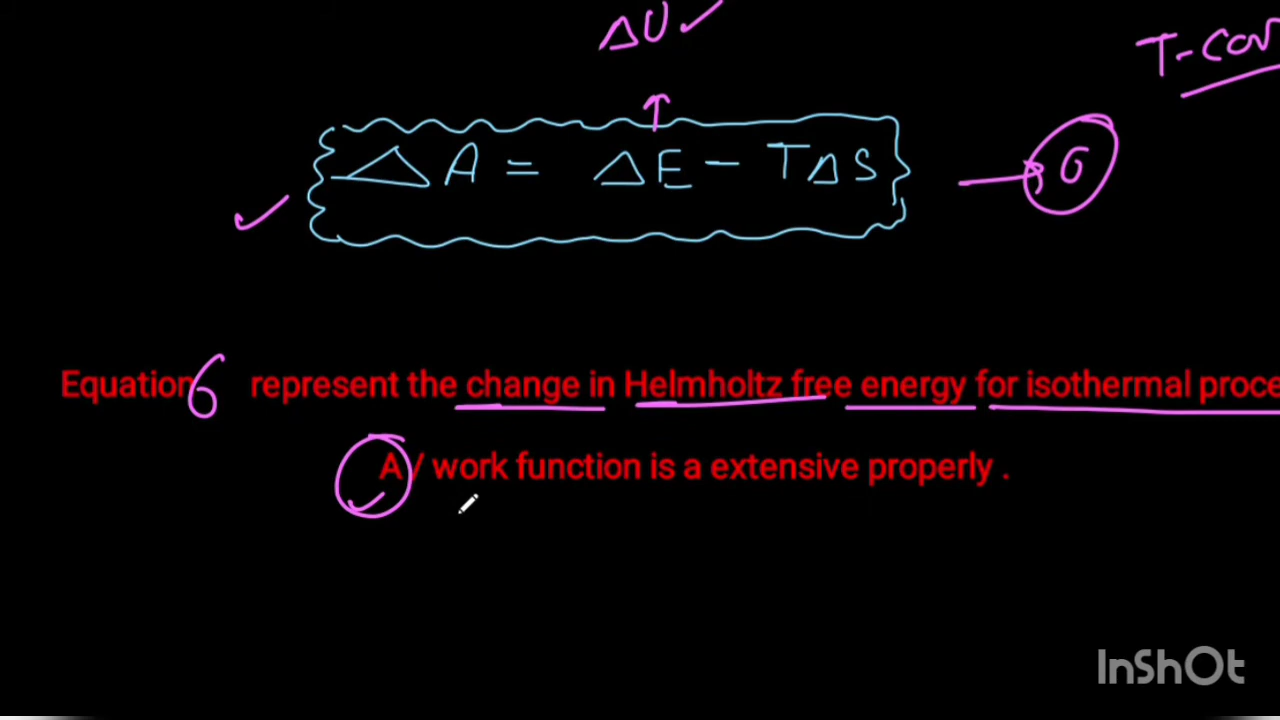 ΔU ✓
T-con
ΔA = ΔE - TΔS → 6
Equation 6 represent the change in Helmholtz free energy for isothermal proce
A / work function is a extensive properly .
InShOt